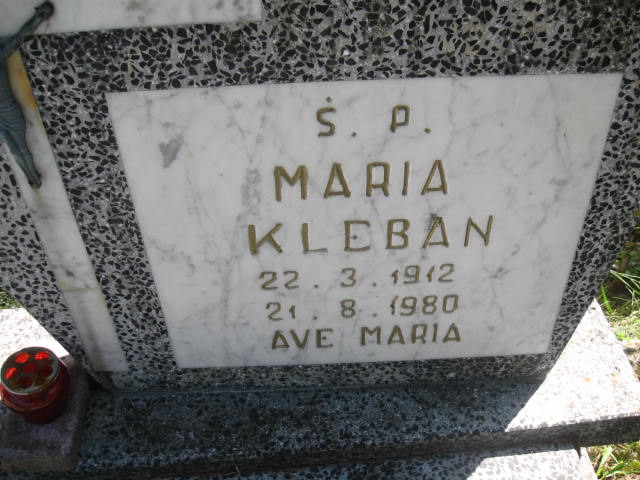 Ś. P.
MARIA
KLEBAN
22.3.1912
21.8.1980
AVE MARIA